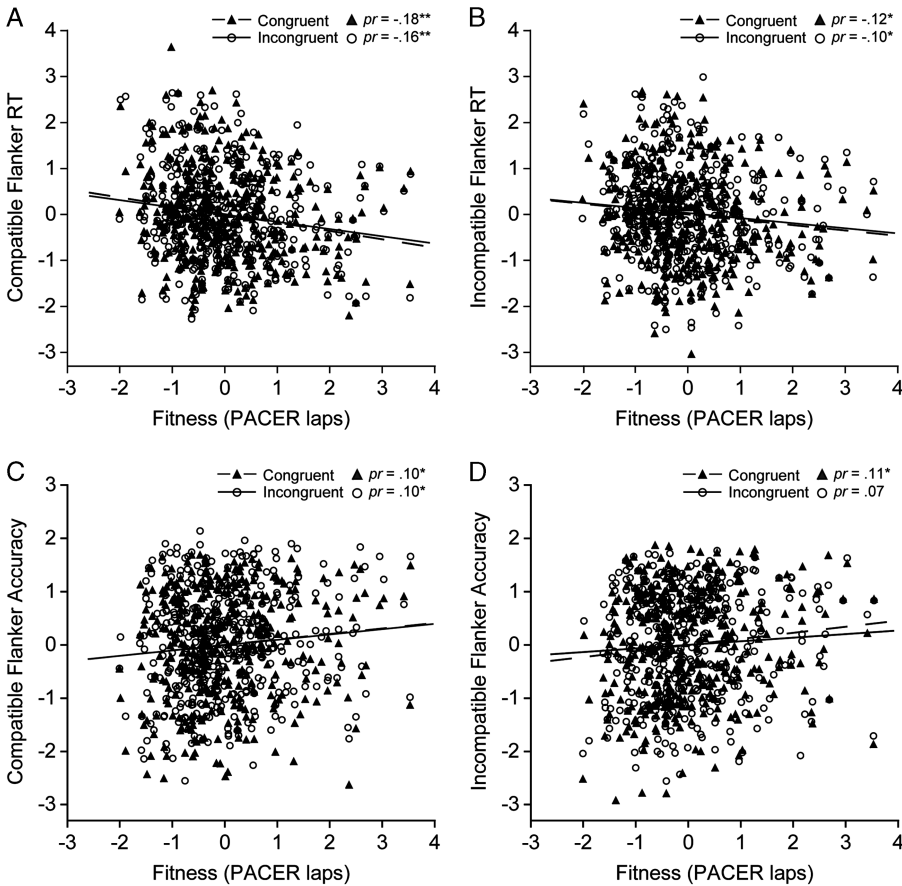 A
Congruent pr = -.18**
Incongruent pr = -.16**
Compatible Flanker RT
4
3
2
1
0
-1
-2
-3
-3 -2 -1 0 1 2 3 4
Fitness (PACER laps)
B
Congruent pr = -.12*
Incongruent pr = -.10*
Incompatible Flanker RT
4
3
2
1
0
-1
-2
-3
-3 -2 -1 0 1 2 3 4
Fitness (PACER laps)
C
Congruent pr = .10*
Incongruent pr = .10*
Compatible Flanker Accuracy
3
2
1
0
-1
-2
-3
-3 -2 -1 0 1 2 3 4
Fitness (PACER laps)
D
Congruent pr = .11*
Incongruent pr = .07
Incompatible Flanker Accuracy
3
2
1
0
-1
-2
-3
-3 -2 -1 0 1 2 3 4
Fitness (PACER laps)